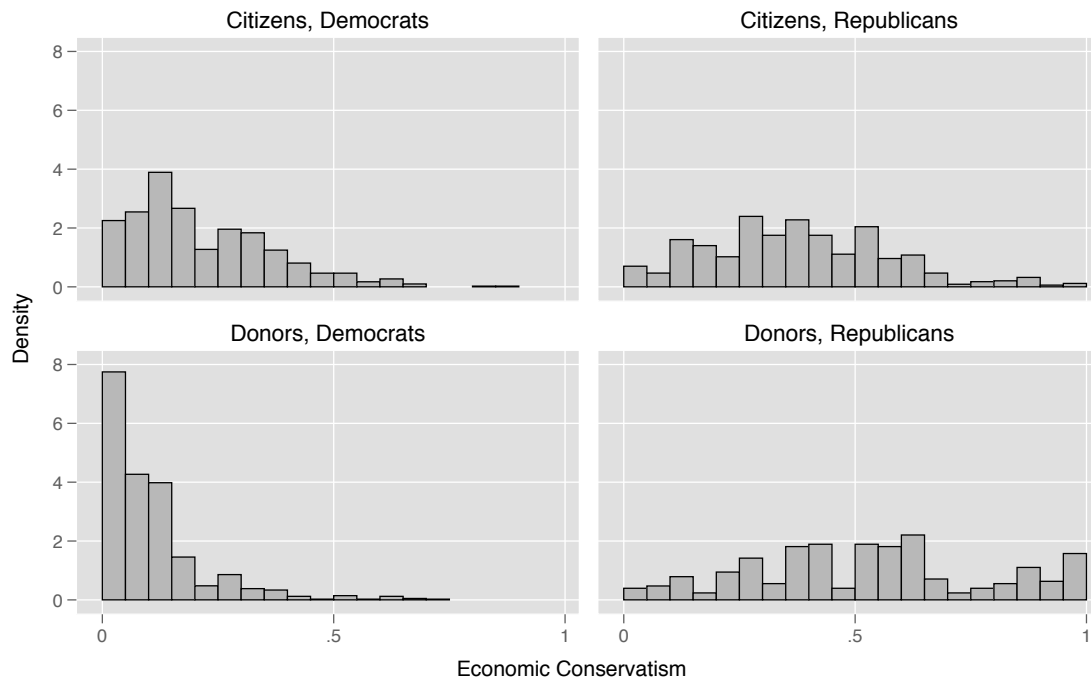 Citizens, Democrats
Citizens, Republicans
8
6
4
2
0
Donors, Democrats
Donors, Republicans
8
6
4
2
0
Density
0
.5
1
0
.5
1
Economic Conservatism